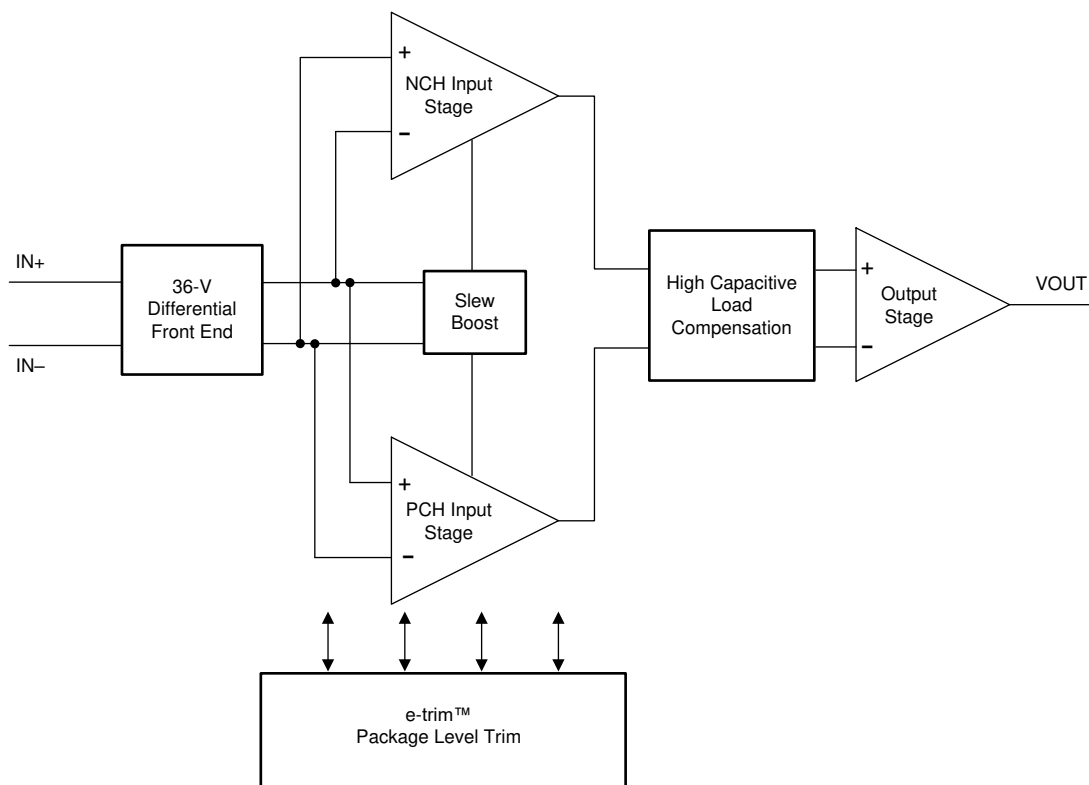 +
NCH Input
Stage
–
IN+
IN–
36-V
Differential
Front End
Slew
Boost
High Capacitive
Load
Compensation
+
Output
Stage
–
VOUT
+
PCH Input
Stage
–
e-trim™
Package Level Trim